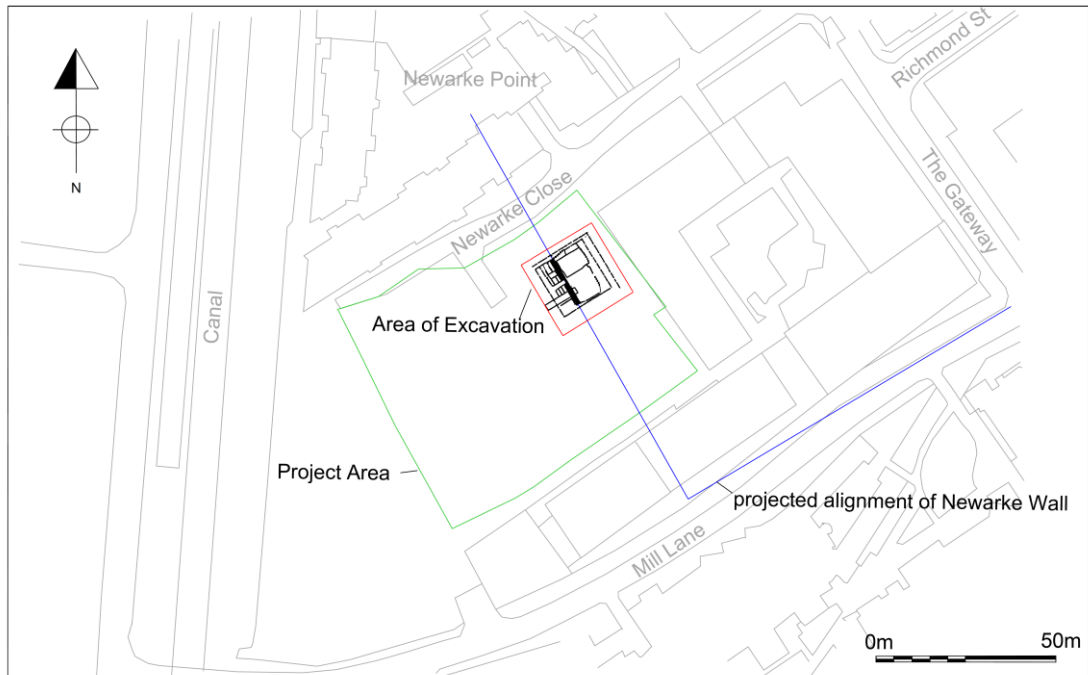 Richmond St
Newarke Point
N
The Gateway
Newarke Close
Canal
Area of Excavation
Project Area
projected alignment of Newarke Wall
Mill Lane
0m 50m